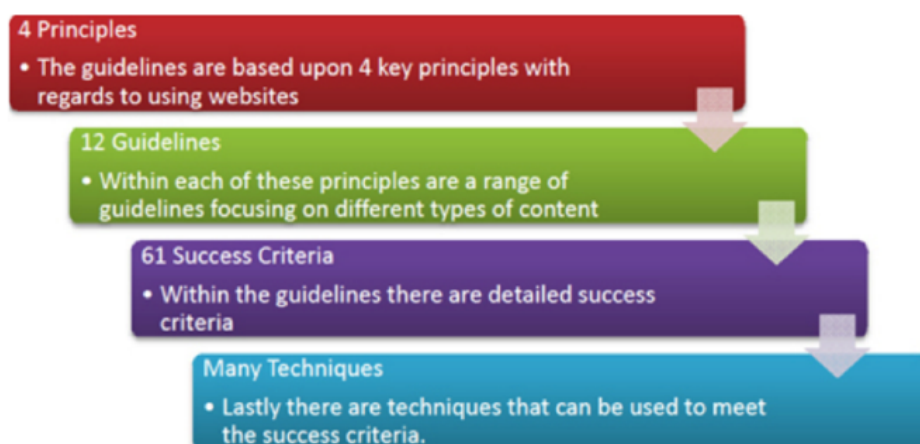 4 Principles
• The guidelines are based upon 4 key principles with
regards to using websites
12 Guidelines
• Within each of these principles are a range of
guidelines focusing on different types of content
61 Success Criteria
• Within the guidelines there are detailed success
criteria
Many Techniques
• Lastly there are techniques that can be used to meet
the success criteria.